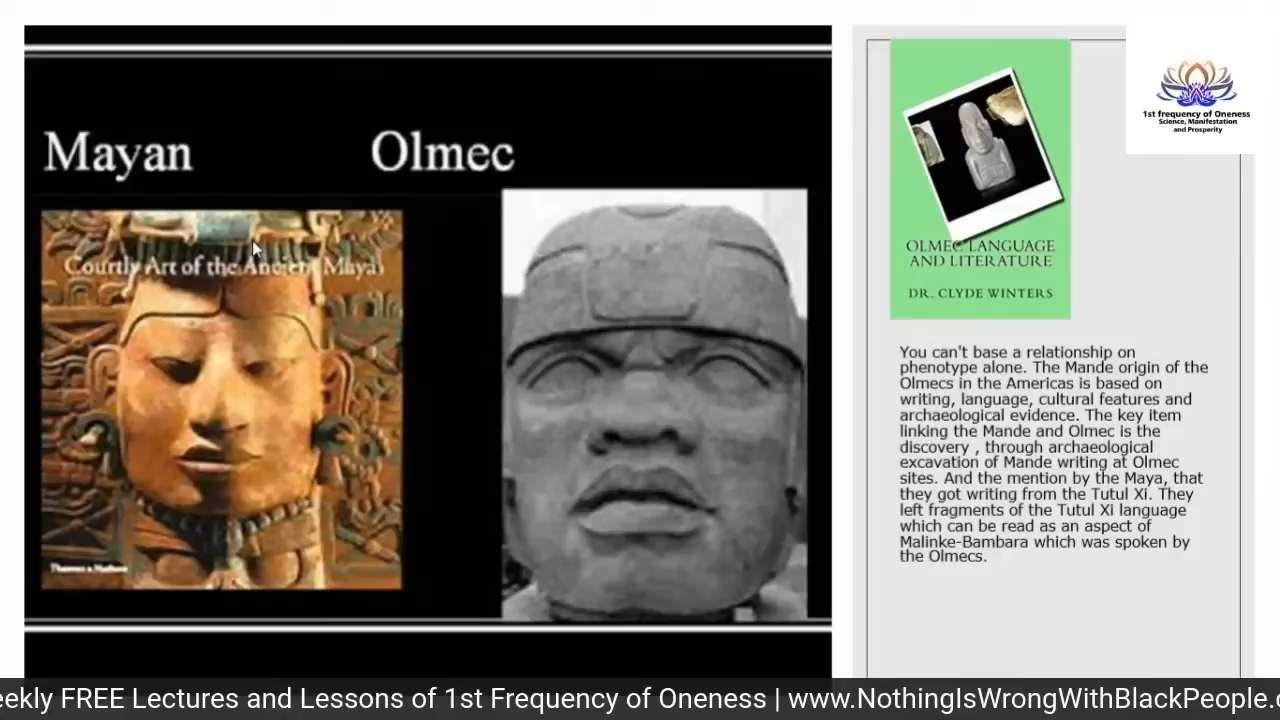 Mayan
Olmec
Courtly Art of the Ancient Maya
Thames & Hudson
OLMEC LANGUAGE
AND LITERATURE
DR. CLYDE WINTERS
1st frequency of Oneness
Science, Manifestation
and Prosperity
You can't base a relationship on
phenotype alone. The Mande origin of the
Olmecs in the Americas is based on
writing, language, cultural features and
archaeological evidence. The key item
linking the Mande and Olmec is the
discovery , through archaeological
excavation of Mande writing at Olmec
sites. And the mention by the Maya, that
they got writing from the Tutul Xi. They
left fragments of the Tutul Xi language
which can be read as an aspect of
Malinke-Bambara which was spoken by
the Olmecs.
eekly FREE Lectures and Lessons of 1st Frequency of Oneness | www.NothingIsWrongWithBlackPeople.c